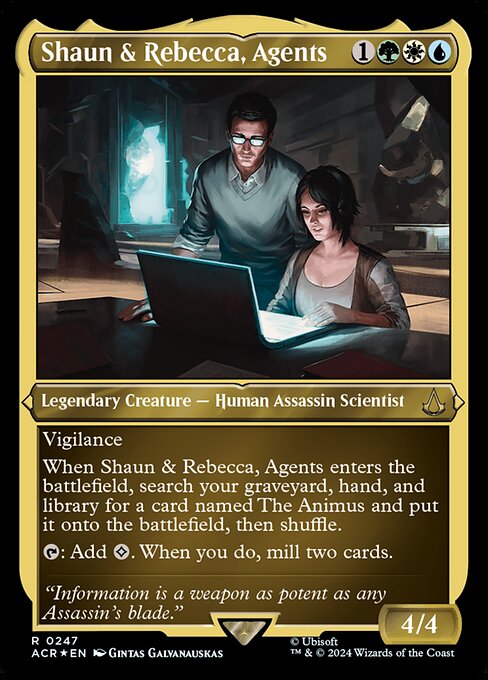 Shaun & Rebecca, Agents 1
Legendary Creature — Human Assassin Scientist
Vigilance
When Shaun & Rebecca, Agents enters the
battlefield, search your graveyard, hand, and
library for a card named The Animus and put
it onto the battlefield, then shuffle.
: Add . When you do, mill two cards.
“Information is a weapon as potent as any
Assassin’s blade.”
4/4
R 0247
ACR★EN Gintas Galvanauskas
© Ubisoft
™ & © 2024 Wizards of the Coast